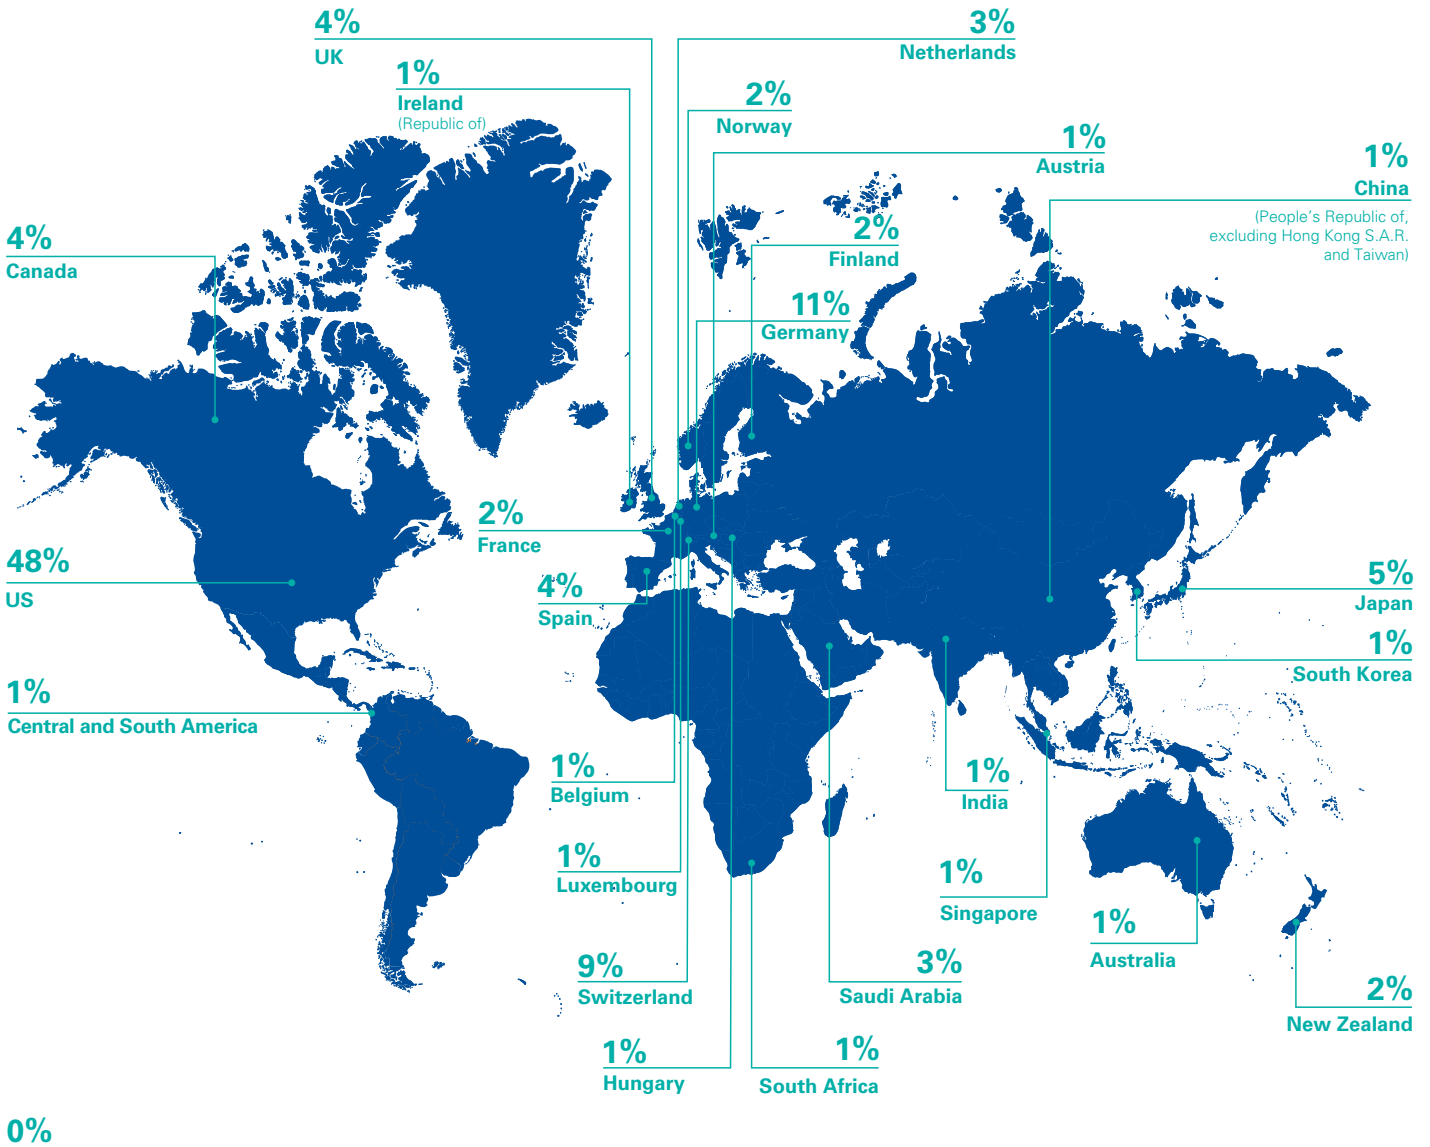 4%
UK
3%
Netherlands
1%
Ireland
(Republic of)
2%
Norway
1%
Austria
1%
China
(People's Republic of,
excluding Hong Kong S.A.R.
and Taiwan)
4%
Canada
2%
Finland
11%
Germany
2%
France
48%
US
4%
Spain
5%
Japan
1%
South Korea
1%
Central and South America
1%
Belgium
1%
India
1%
Luxembourg
1%
Singapore
1%
Australia
9%
Switzerland
3%
Saudi Arabia
2%
New Zealand
1%
Hungary
1%
South Africa
0%